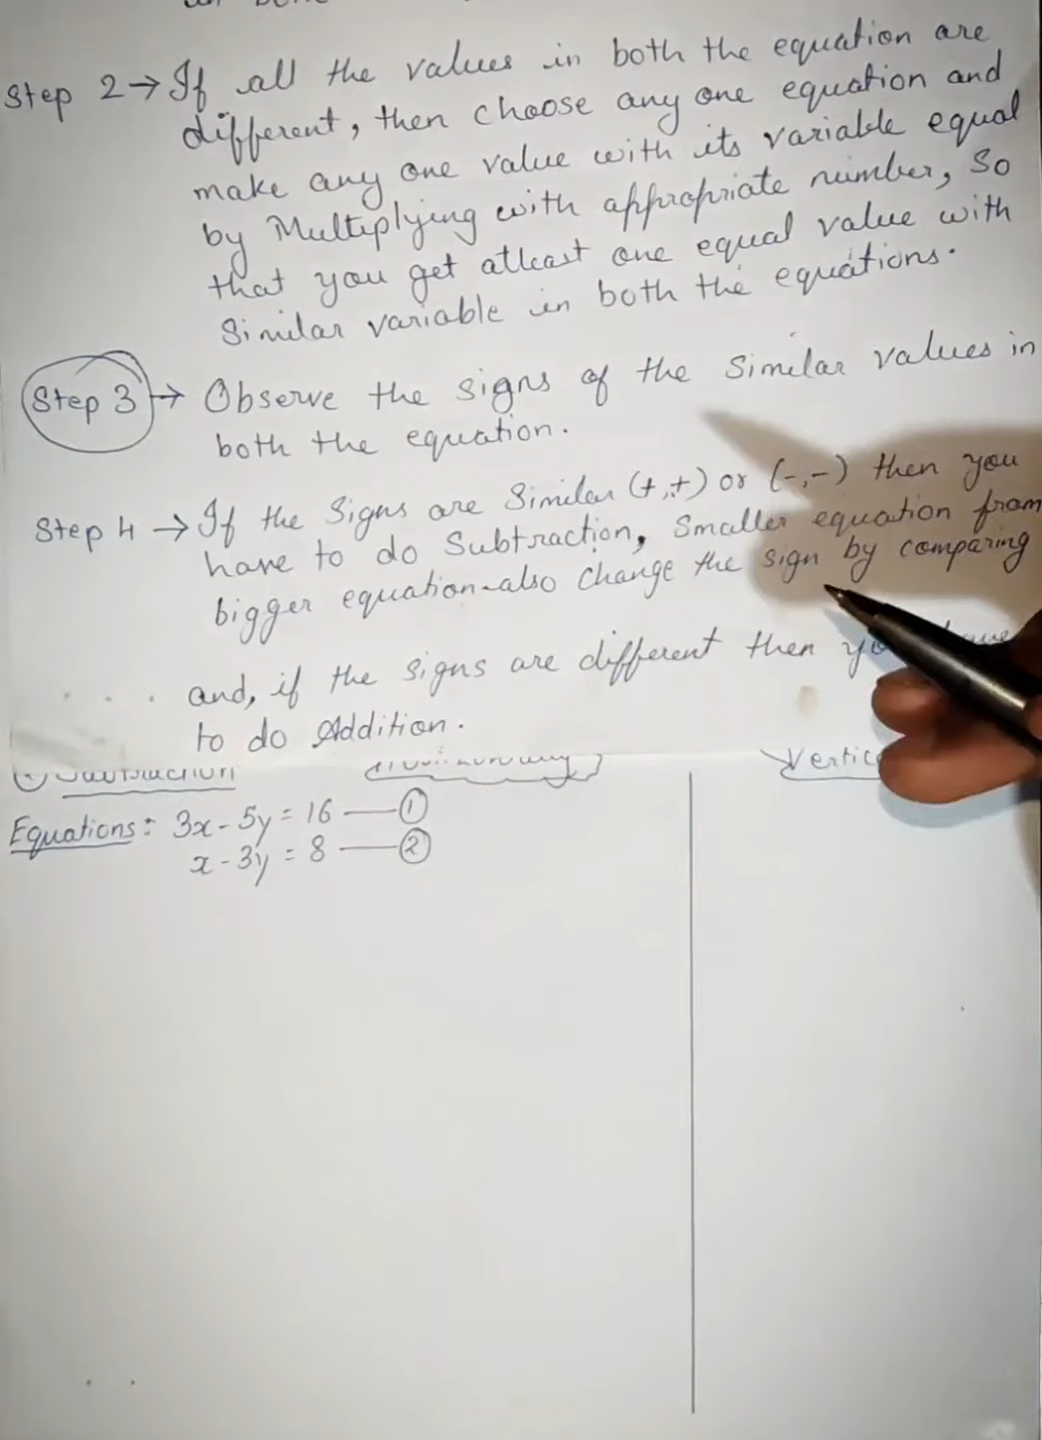 Step 2 → If all the values in both the equation are
different, then choose any one equation and
make any one value with its variable equal
by Multiplying with appropriate number, So
that you get atleast one equal value with
Similar variable in both the equations.
Step 3 → Observe the signs of the Similar values in
both the equation.
Step 4 → If the Signs are Similar (+,+) or (-,-) then you
have to do Subtraction, Smaller equation from
bigger equation-also change the sign by comparing
and, if the signs are different then
to do Addition.
Subtraction
Equations: 3x - 5y = 16 — ①
x - 3y = 8 — ②